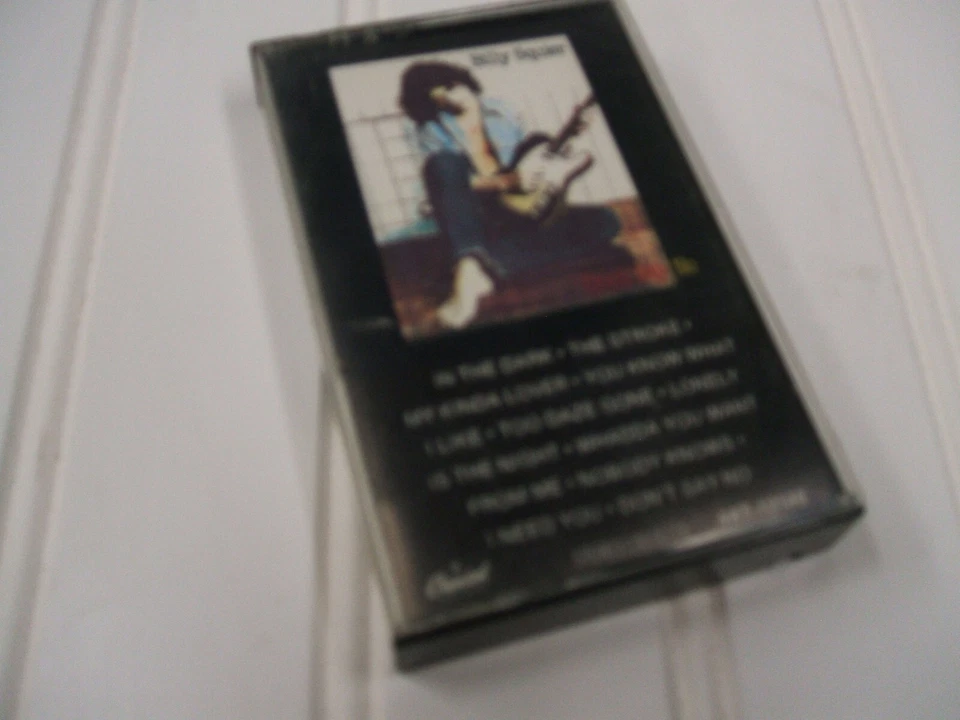 Billy Squier
IN THE DARK • THE STROKE •
MY KINDA LOVER • YOU KNOW WHAT
I LIKE • TOO DAZE GONE • LONELY
IS THE NIGHT • WHADDA YOU WANT
FROM ME • NOBODY KNOWS •
I NEED YOU • DON'T SAY NO
Capitol